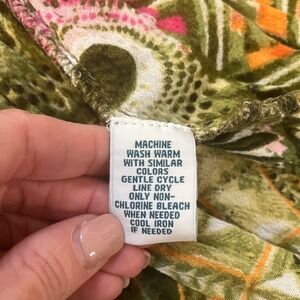 MACHINE
WASH WARM
WITH SIMILAR
COLORS
GENTLE CYCLE
LINE DRY
ONLY NON-
CHLORINE BLEACH
WHEN NEEDED
COOL IRON
IF NEEDED